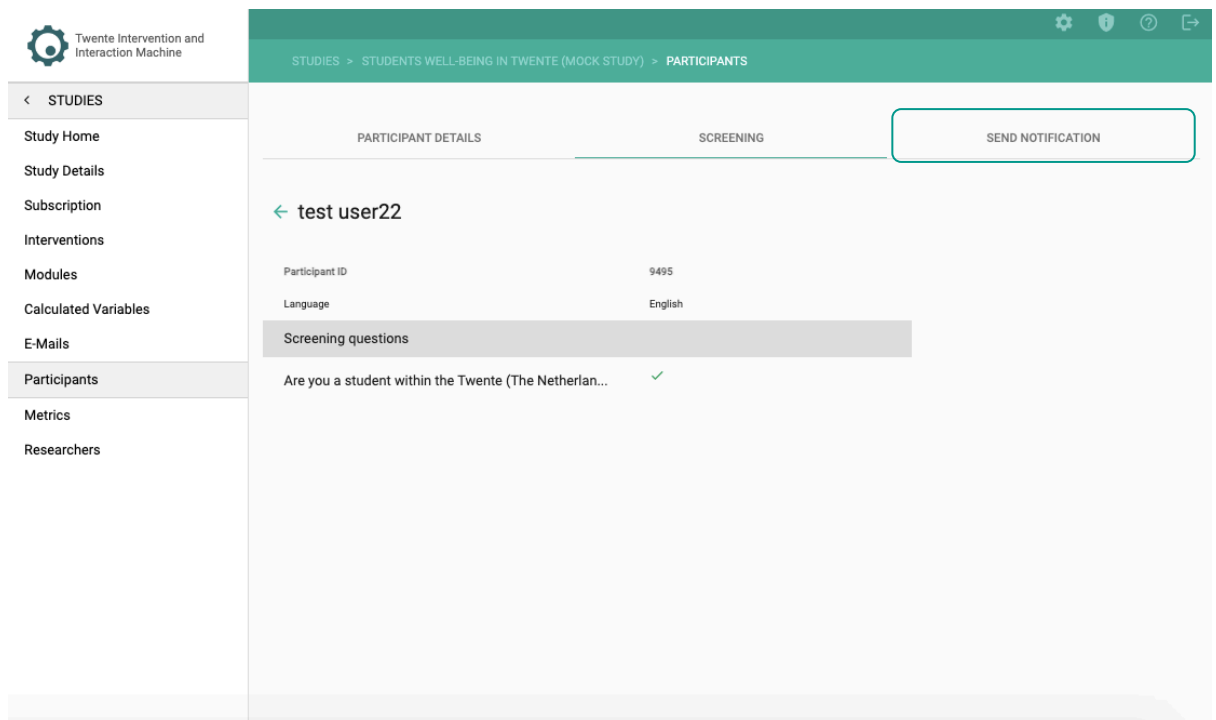 Twente Intervention and
Interaction Machine
STUDIES > STUDENTS WELL-BEING IN TWENTE (MOCK STUDY) > PARTICIPANTS
< STUDIES
Study Home
Study Details
Subscription
Interventions
Modules
Calculated Variables
E-Mails
Participants
Metrics
Researchers
PARTICIPANT DETAILS SCREENING SEND NOTIFICATION
← test user22
Participant ID 9495
Language English
Screening questions
Are you a student within the Twente (The Netherlan... ✓